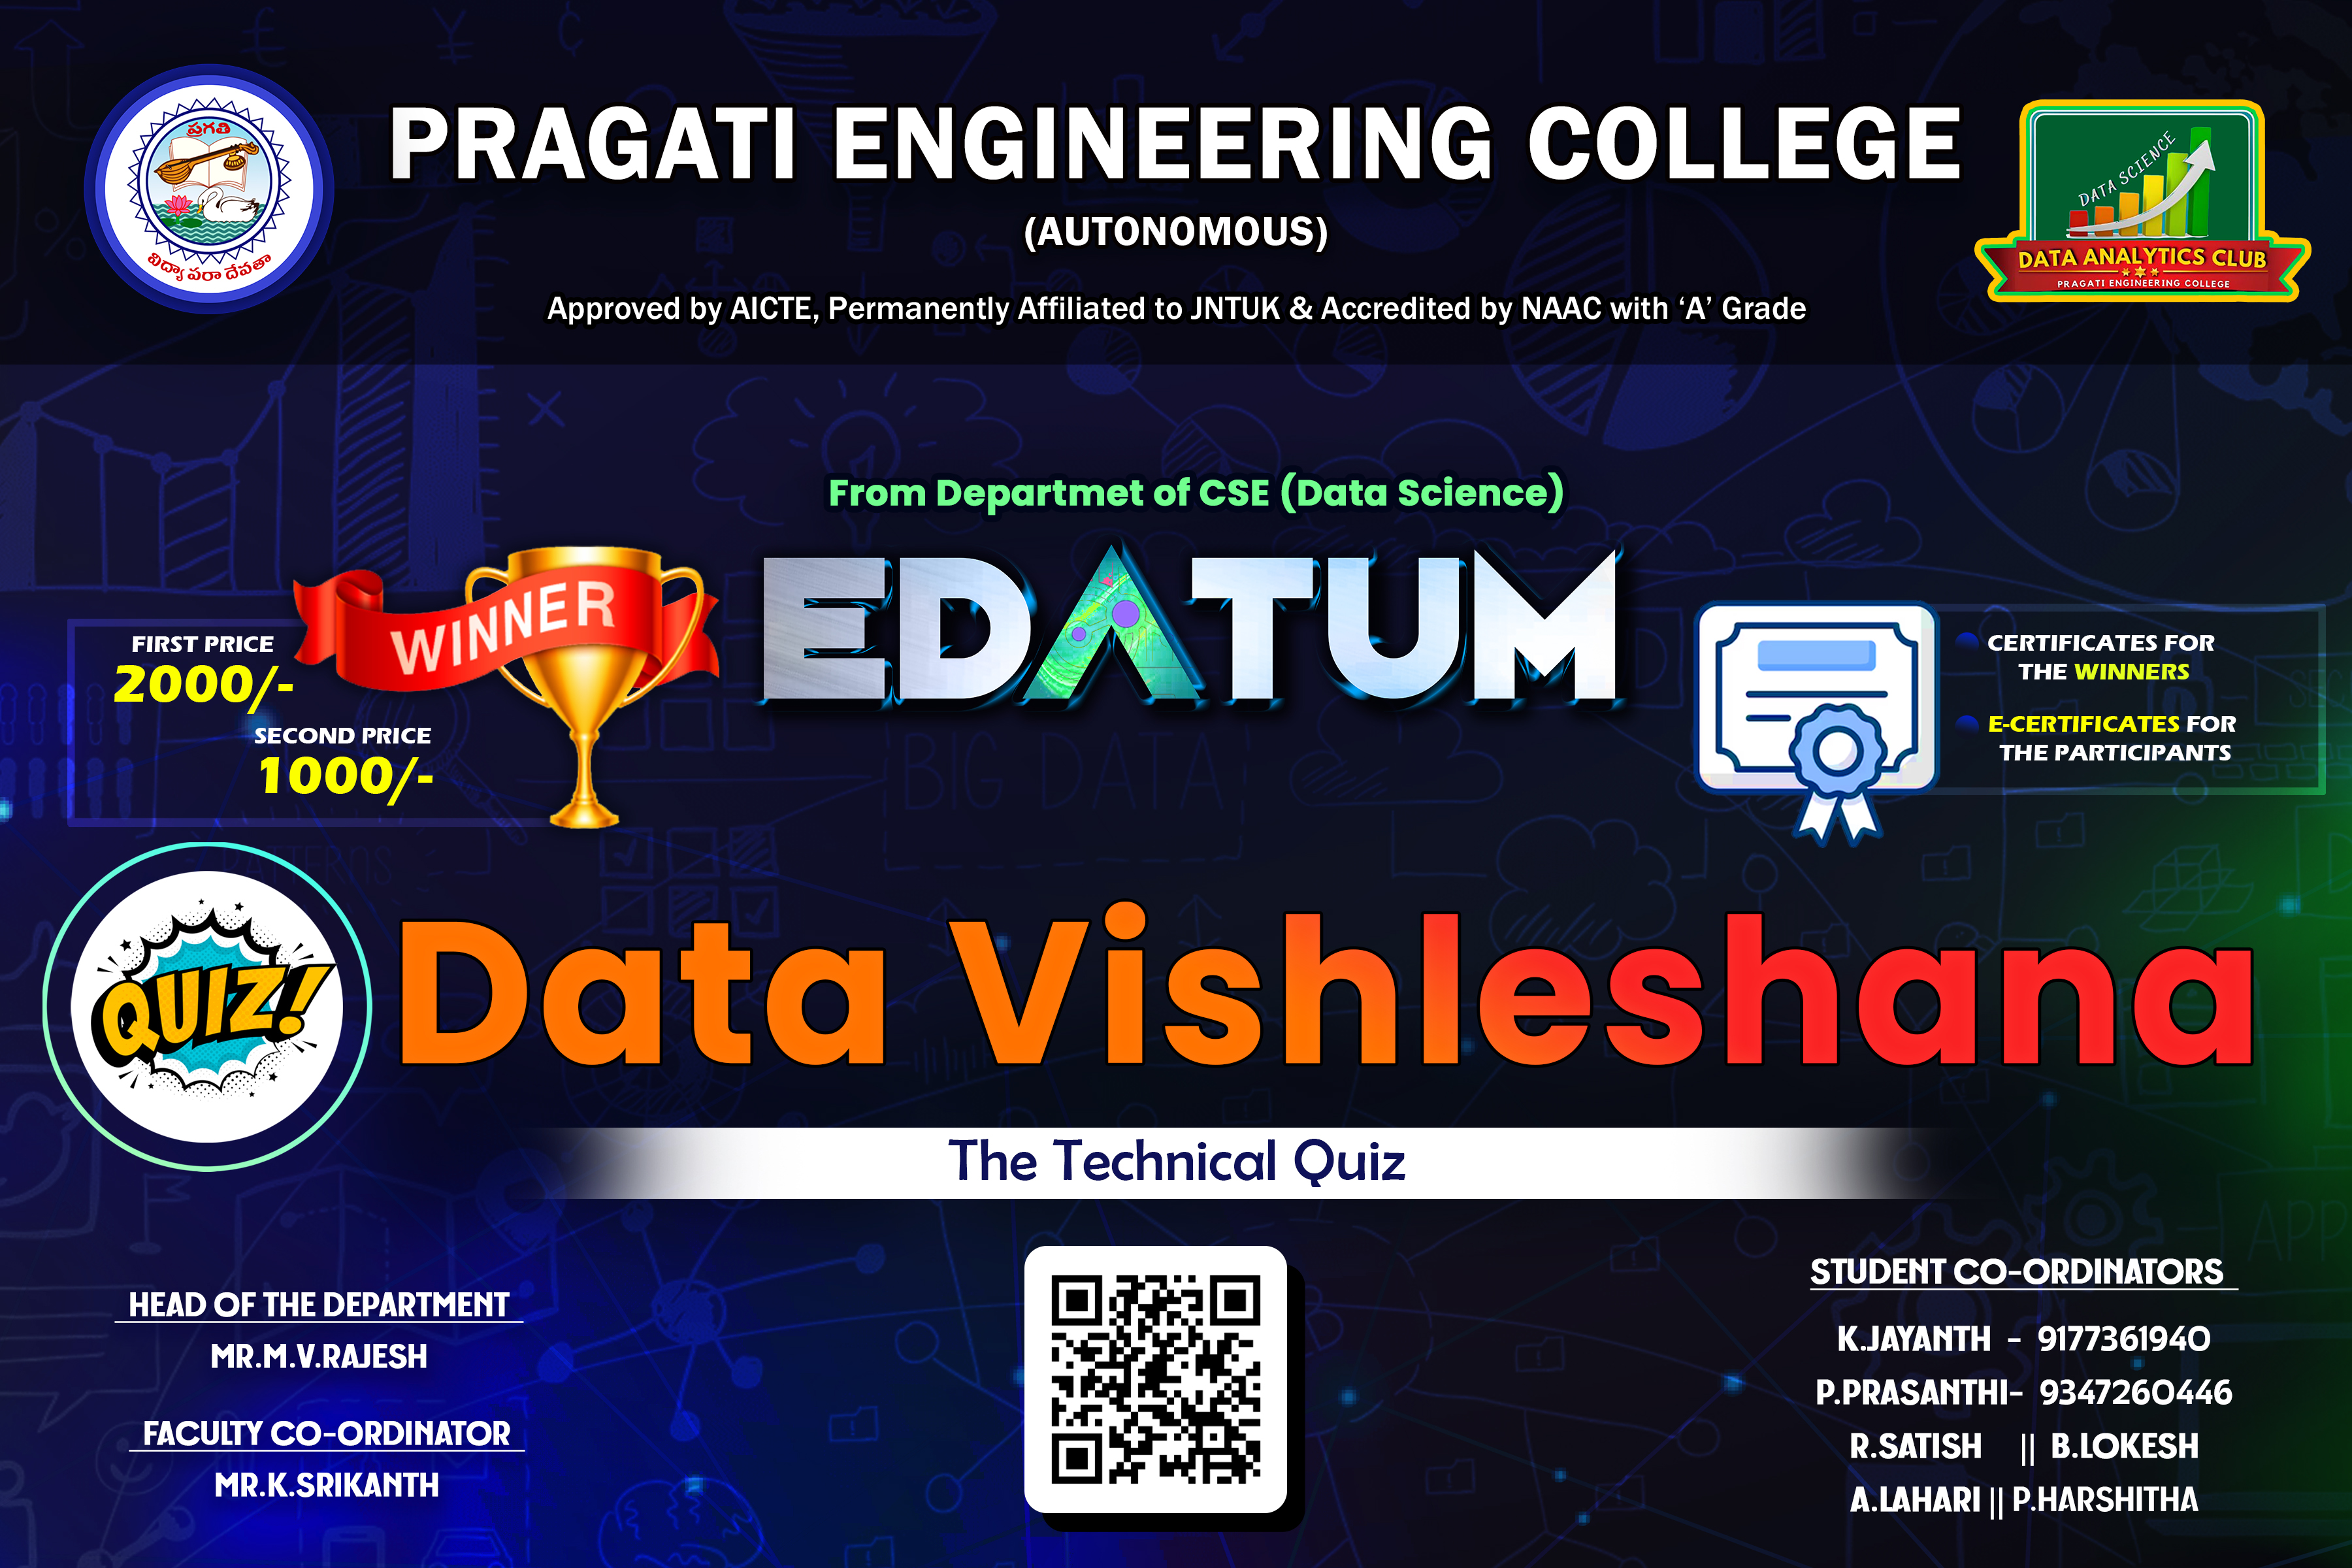 ప్రగతి
విద్యా పరా దేవతా
PRAGATI ENGINEERING COLLEGE
(AUTONOMOUS)
Approved by AICTE, Permanently Affiliated to JNTUK & Accredited by NAAC with ‘A’ Grade
DATA SCIENCE
DATA ANALYTICS CLUB
PRAGATI ENGINEERING COLLEGE
From Departmet of CSE (Data Science)
EDATUM
WINNER
FIRST PRICE
2000/-
SECOND PRICE
1000/-
CERTIFICATES FOR
THE WINNERS
E-CERTIFICATES FOR
THE PARTICIPANTS
BIG DATA
QUIZ!
Data Vishleshana
The Technical Quiz
HEAD OF THE DEPARTMENT
MR.M.V.RAJESH
FACULTY CO-ORDINATOR
MR.K.SRIKANTH
STUDENT CO-ORDINATORS
K.JAYANTH - 9177361940
P.PRASANTHI- 9347260446
R.SATISH || B.LOKESH
A.LAHARI || P.HARSHITHA